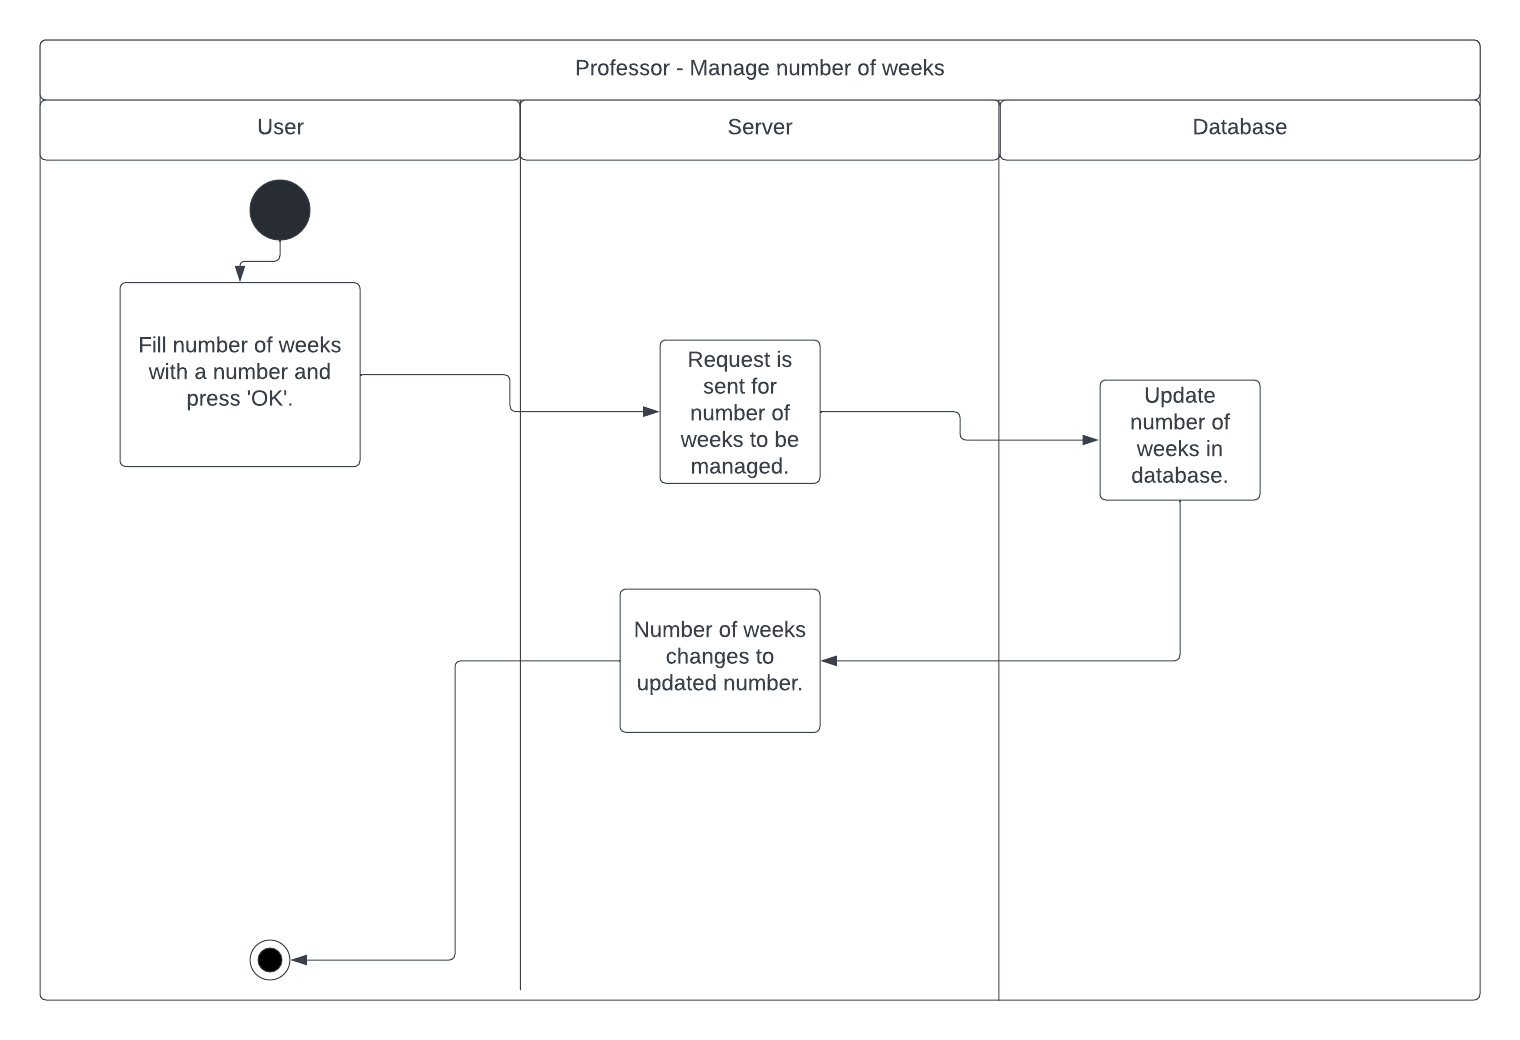 Professor - Manage number of weeks
User
Server
Database
Fill number of weeks
with a number and
press 'OK'.
Request is
sent for
number of
weeks to be
managed.
Update
number of
weeks in
database.
Number of weeks
changes to
updated number.